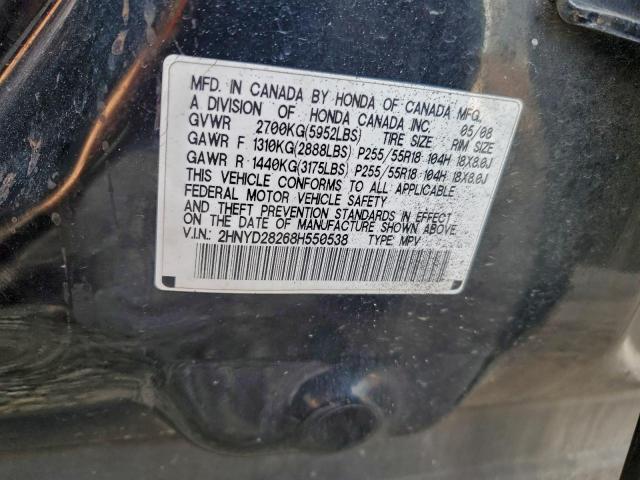 MFD. IN CANADA BY HONDA OF CANADA MFG.
A DIVISION OF HONDA CANADA INC. 05/08
GVWR 2700KG(5952LBS) TIRE SIZE RIM SIZE
GAWR F 1310KG(2888LBS) P255/55R18 104H 18X8.0J
GAWR R 1440KG(3175LBS) P255/55R18 104H 18X8.0J
THIS VEHICLE CONFORMS TO ALL APPLICABLE
FEDERAL MOTOR VEHICLE SAFETY
AND THEFT PREVENTION STANDARDS IN EFFECT
ON THE DATE OF MANUFACTURE SHOWN ABOVE.
V.I.N.: 2HNYD28268H550538 TYPE: MPV